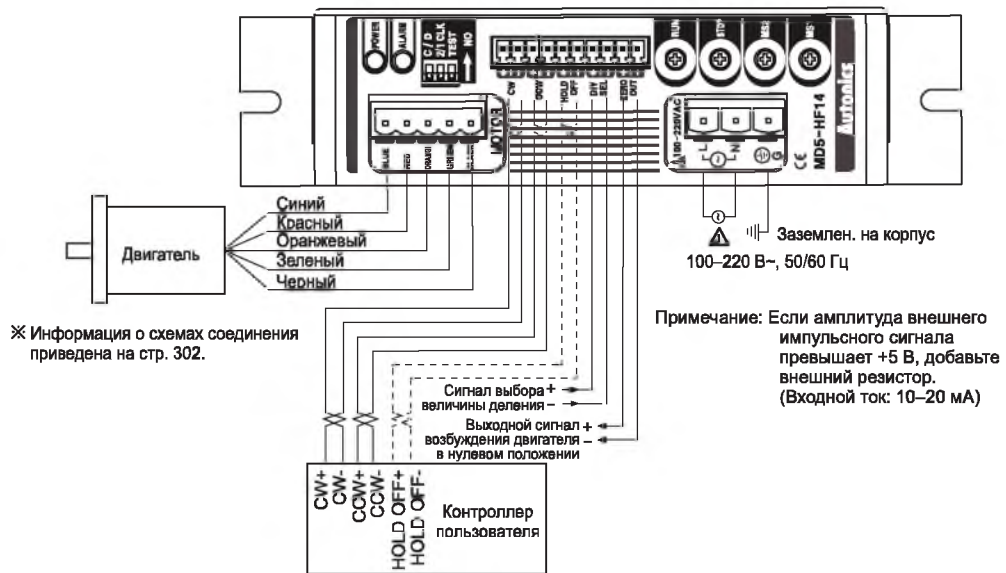 POWER
ALARM
C / D
2/1 CLK
TEST
NO
CW
CCW
HOLD OFF
DIV SEL
ZERO OUT
RUN
STOP
MS2
MS1
MOTOR
BLUE
RED
ORANGE
GREEN
BLACK
100-220VAC
L
N
G
CE
MD5-HF14
Autonics
Двигатель
Синий
Красный
Оранжевый
Зеленый
Черный
Заземлен. на корпус
100–220 В~, 50/60 Гц
※ Информация о схемах соединения
приведена на стр. 302.
Примечание: Если амплитуда внешнего
импульсного сигнала
превышает +5 В, добавьте
внешний резистор.
(Входной ток: 10–20 мА)
Сигнал выбора +
величины деления –
Выходной сигнал +
возбуждения двигателя –
в нулевом положении
CW+
CW-
CCW+
CCW-
HOLD OFF+
HOLD OFF-
Контроллер
пользователя